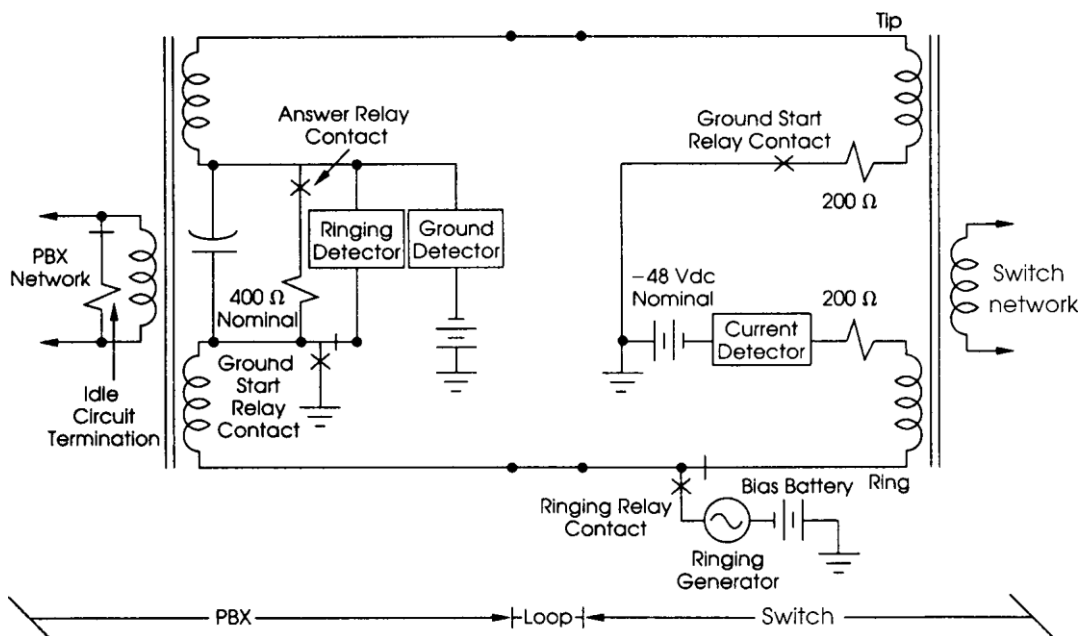 Tip
Answer Relay
Contact
Ground Start
Relay Contact
200 Ω
Ringing
Detector
Ground
Detector
PBX
Network
400 Ω
Nominal
−48 Vdc
Nominal
200 Ω
Current
Detector
Switch
network
Ground
Start
Relay
Contact
Idle
Circuit
Termination
Ring
Ringing Relay
Contact
Bias Battery
Ringing
Generator
PBX
Loop
Switch